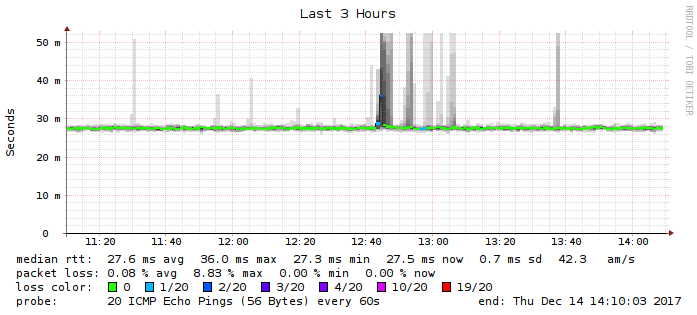 Last 3 Hours
RRDTOOL / TOBI OETIKER
Seconds
50 m
40 m
30 m
20 m
10 m
0
11:20 11:40 12:00 12:20 12:40 13:00 13:20 13:40 14:00
median rtt: 27.6 ms avg 36.0 ms max 27.3 ms min 27.5 ms now 0.7 ms sd 42.3 am/s
packet loss: 0.08 % avg 8.83 % max 0.00 % min 0.00 % now
loss color: 0 1/20 2/20 3/20 4/20 10/20 19/20
probe: 20 ICMP Echo Pings (56 Bytes) every 60s end: Thu Dec 14 14:10:03 2017